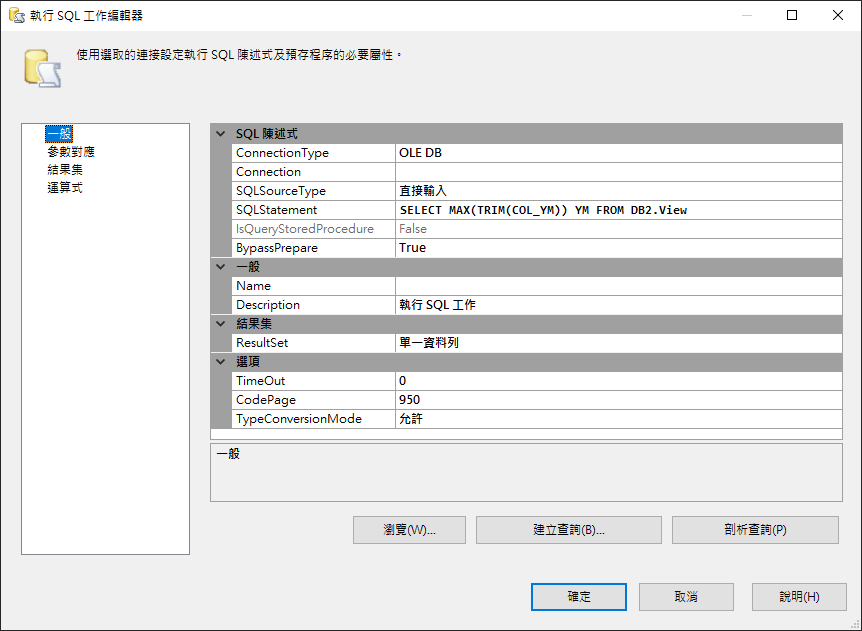 執行 SQL 工作編輯器
使用選取的連接設定執行 SQL 陳述式及預存程序的必要屬性。
一般
參數對應
結果集
運算式
SQL 陳述式
ConnectionType OLE DB
Connection
SQLSourceType 直接輸入
SQLStatement SELECT MAX(TRIM(COL_YM)) YM FROM DB2.View
IsQueryStoredProcedure False
BypassPrepare True
一般
Name
Description 執行 SQL 工作
結果集
ResultSet 單一資料列
選項
TimeOut 0
CodePage 950
TypeConversionMode 允許
一般
瀏覽(W)... 建立查詢(B)... 剖析查詢(P)
確定 取消 說明(H)